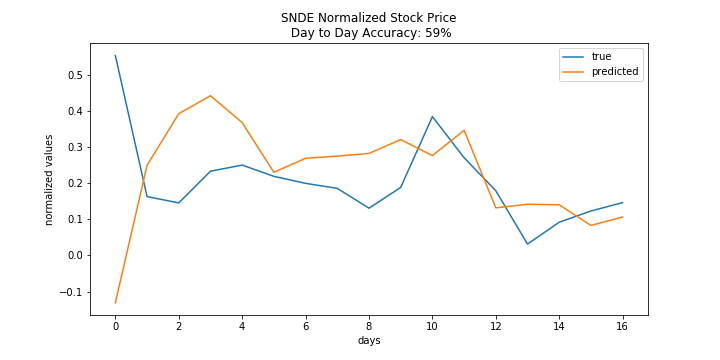 SNDE Normalized Stock Price
Day to Day Accuracy: 59%
true
predicted
normalized values
0.5
0.4
0.3
0.2
0.1
0.0
−0.1
0 2 4 6 8 10 12 14 16
days